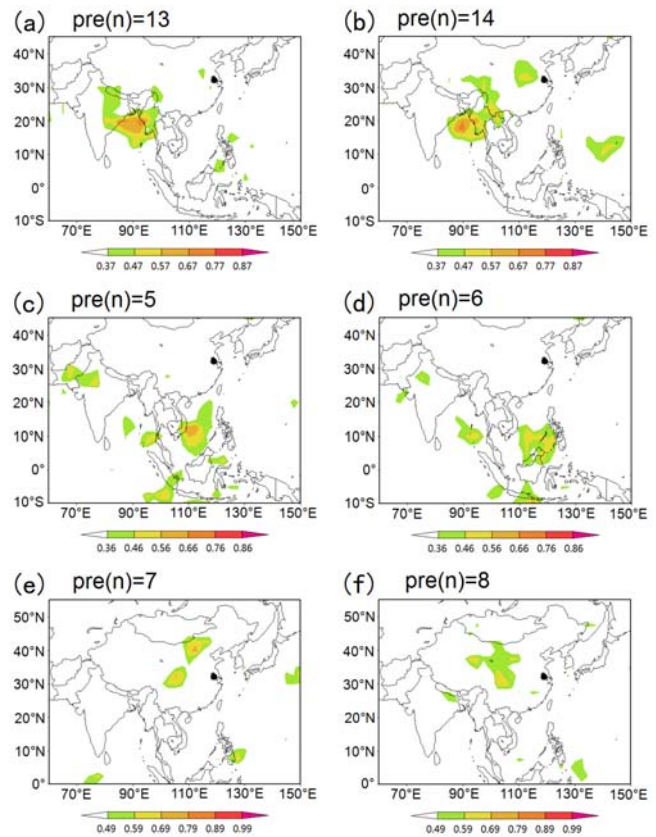 (a) pre(n)=13
(b) pre(n)=14
40°N
30°N
20°N
10°N
0°
10°S
70°E 90°E 110°E 130°E 150°E
0.37 0.47 0.57 0.67 0.77 0.87
40°N
30°N
20°N
10°N
0°
10°S
70°E 90°E 110°E 130°E 150°E
0.37 0.47 0.57 0.67 0.77 0.87
(c) pre(n)=5
(d) pre(n)=6
40°N
30°N
20°N
10°N
0°
10°S
70°E 90°E 110°E 130°E 150°E
0.36 0.46 0.56 0.66 0.76 0.86
40°N
30°N
20°N
10°N
0°
10°S
70°E 90°E 110°E 130°E 150°E
0.36 0.46 0.56 0.66 0.76 0.86
(e) pre(n)=7
(f) pre(n)=8
50°N
40°N
30°N
20°N
10°N
0°
70°E 90°E 110°E 130°E 150°E
0.49 0.59 0.69 0.79 0.89 0.99
50°N
40°N
30°N
20°N
10°N
0°
70°E 90°E 110°E 130°E 150°E
0.49 0.59 0.69 0.79 0.89 0.99